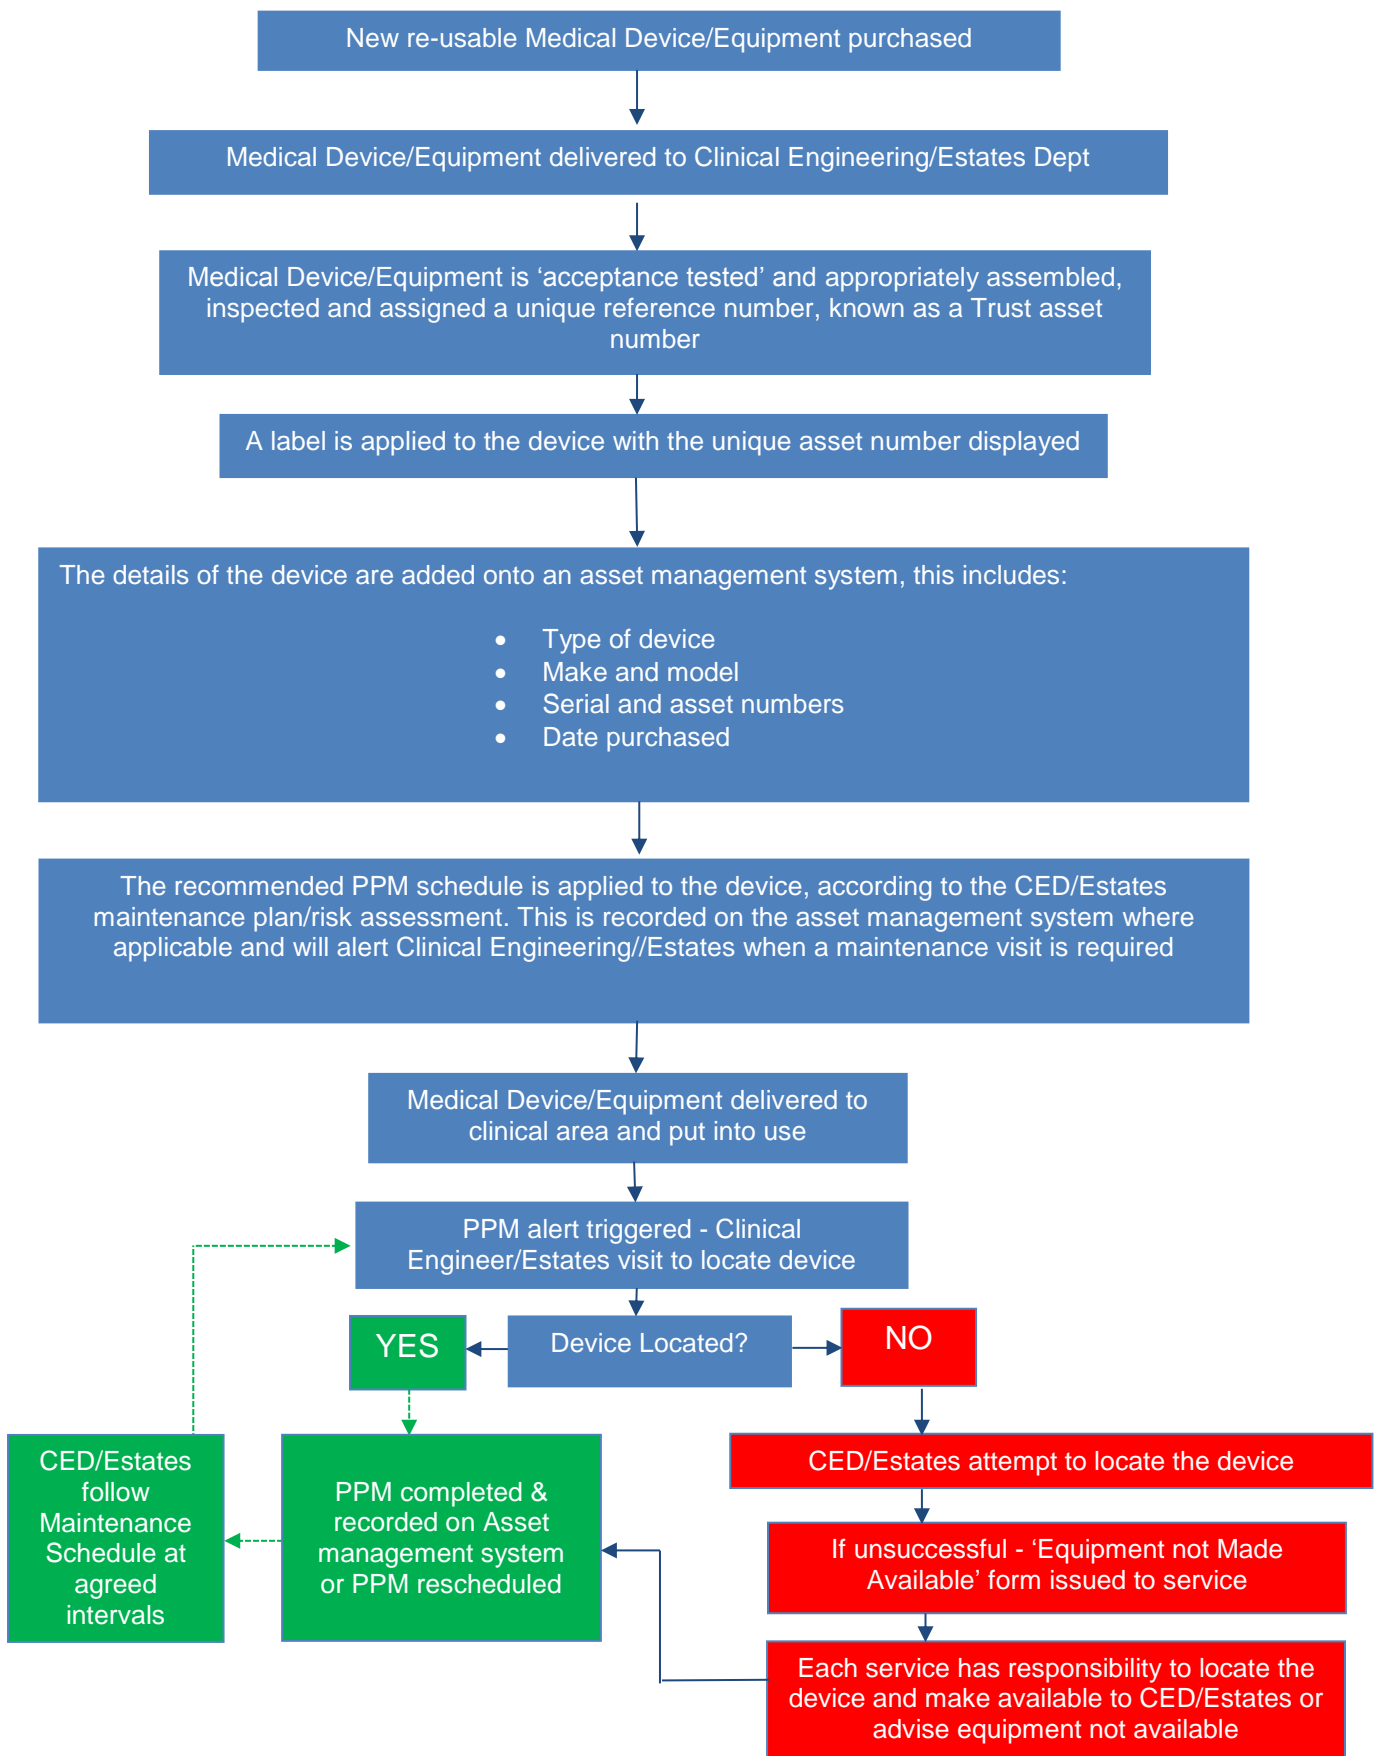 New re-usable Medical Device/Equipment purchased
Medical Device/Equipment delivered to Clinical Engineering/Estates Dept
Medical Device/Equipment is ‘acceptance tested’ and appropriately assembled,
inspected and assigned a unique reference number, known as a Trust asset
number
A label is applied to the device with the unique asset number displayed
The details of the device are added onto an asset management system, this includes:
• Type of device
• Make and model
• Serial and asset numbers
• Date purchased
The recommended PPM schedule is applied to the device, according to the CED/Estates
maintenance plan/risk assessment. This is recorded on the asset management system where
applicable and will alert Clinical Engineering//Estates when a maintenance visit is required
Medical Device/Equipment delivered to
clinical area and put into use
PPM alert triggered - Clinical
Engineer/Estates visit to locate device
YES
Device Located?
NO
CED/Estates
follow
Maintenance
Schedule at
agreed
intervals
PPM completed &
recorded on Asset
management system
or PPM rescheduled
CED/Estates attempt to locate the device
If unsuccessful - ‘Equipment not Made
Available’ form issued to service
Each service has responsibility to locate the
device and make available to CED/Estates or
advise equipment not available